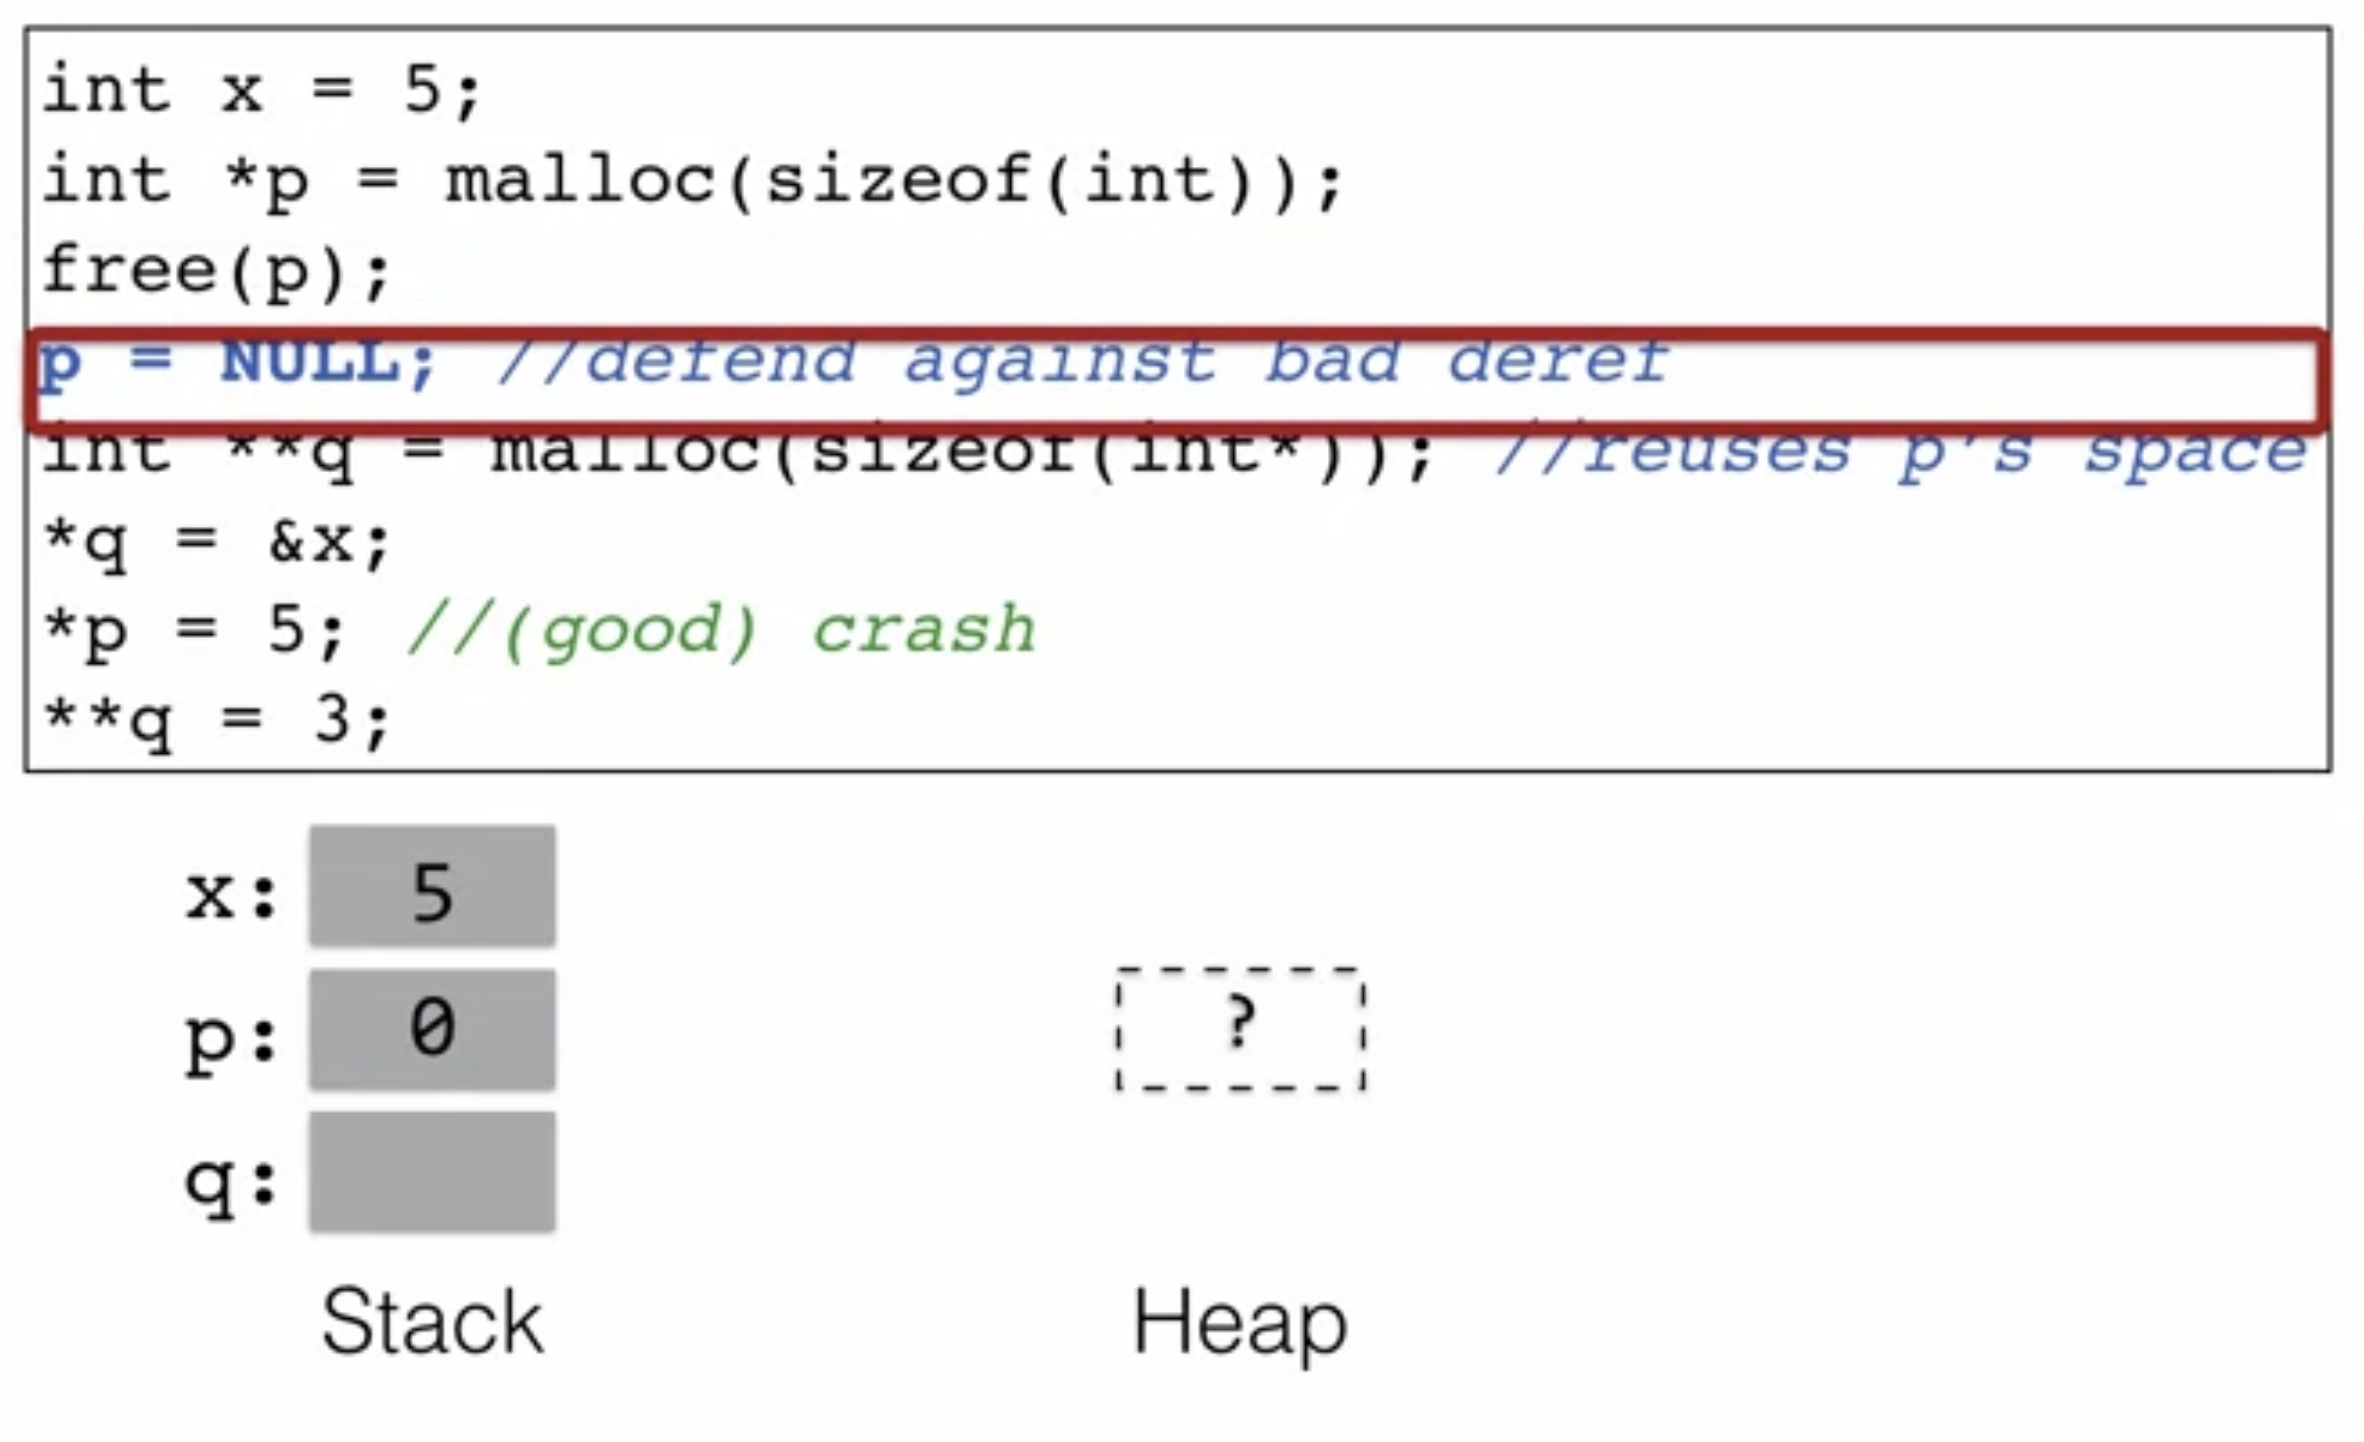 int x = 5;
int *p = malloc(sizeof(int));
free(p);
p = NULL; //defend against bad deref
int **q = malloc(sizeof(int*)); //reuses p's space
*q = &x;
*p = 5; //(good) crash
**q = 3;
x: 5
p: 0
?
q:
Stack
Heap